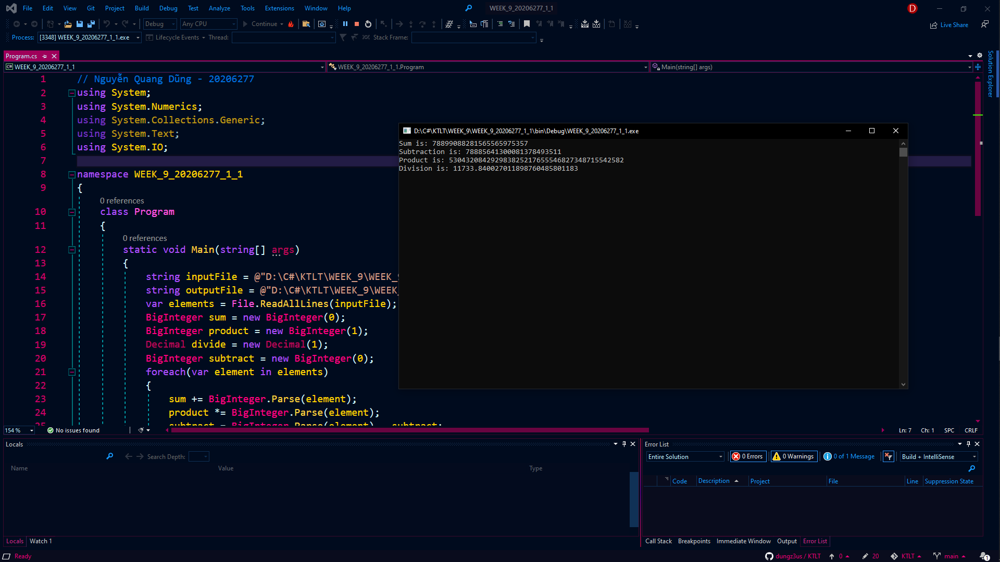 File Edit View Git Project Build Debug Test Analyze Tools Extensions Window Help WEEK_9_20206277_1_1 D
Debug Any CPU Continue Live Share
Process: [3348] WEEK_9_20206277_1_1.exe Lifecycle Events Thread: Stack Frame:
Program.cs
C# WEEK_9_20206277_1_1 WEEK_9_20206277_1_1.Program Main(string[] args)
Solution Explorer
1 // Nguyễn Quang Dũng - 20206277
2 using System;
3 using System.Numerics;
4 using System.Collections.Generic;
5 using System.Text;
6 using System.IO;
7
8 namespace WEEK_9_20206277_1_1
9 {
0 references
10 class Program
11 {
0 references
12 static void Main(string[] args)
13 {
14 string inputFile = @"D:\C#\KTLT\WEEK_9\WEEK_9
15 string outputFile = @"D:\C#\KTLT\WEEK_9\WEEK_
16 var elements = File.ReadAllLines(inputFile);
17 BigInteger sum = new BigInteger(0);
18 BigInteger product = new BigInteger(1);
19 Decimal divide = new Decimal(1);
20 BigInteger subtract = new BigInteger(0);
21 foreach(var element in elements)
22 {
23 sum += BigInteger.Parse(element);
24 product *= BigInteger.Parse(element);
25 subtract = BigInteger.Parse(element) subtract;
D:\C#\KTLT\WEEK_9\WEEK_9_20206277_1_1\bin\Debug\WEEK_9_20206277_1_1.exe
Sum is: 78899088281565565975357
Subtraction is: 78885641300081378493511
Product is: 530432084292983825217655546827348715542582
Division is: 11733.840027011898760485801183
154 % No issues found Ln: 7 Ch: 1 SPC CRLF
Locals
Search Depth:
Name Value Type
Locals Watch 1
Error List
Entire Solution 0 Errors 0 Warnings 0 of 1 Message Build + IntelliSense
Code Description Project File Line Suppression State
Call Stack Breakpoints Immediate Window Output Error List
Ready dungz3us / KTLT 0 20 KTLT main 1